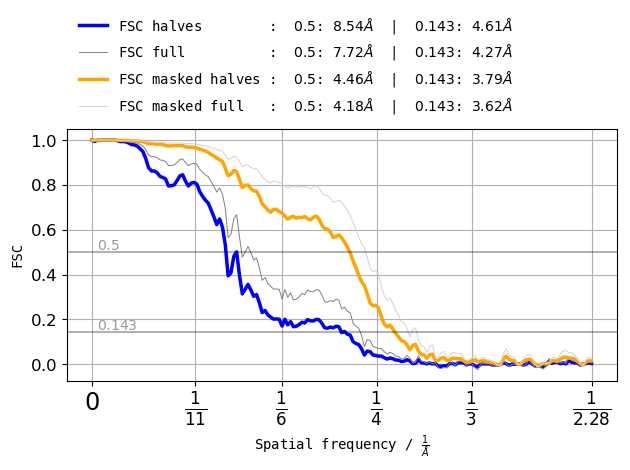 FSC halves : 0.5: 8.54Å | 0.143: 4.61Å
FSC full : 0.5: 7.72Å | 0.143: 4.27Å
FSC masked halves : 0.5: 4.46Å | 0.143: 3.79Å
FSC masked full : 0.5: 4.18Å | 0.143: 3.62Å
1.0
0.8
0.6
0.5
0.4
0.2
0.143
0.0
FSC
0 1/11 1/6 1/4 1/3 1/2.28
Spatial frequency / 1/Å